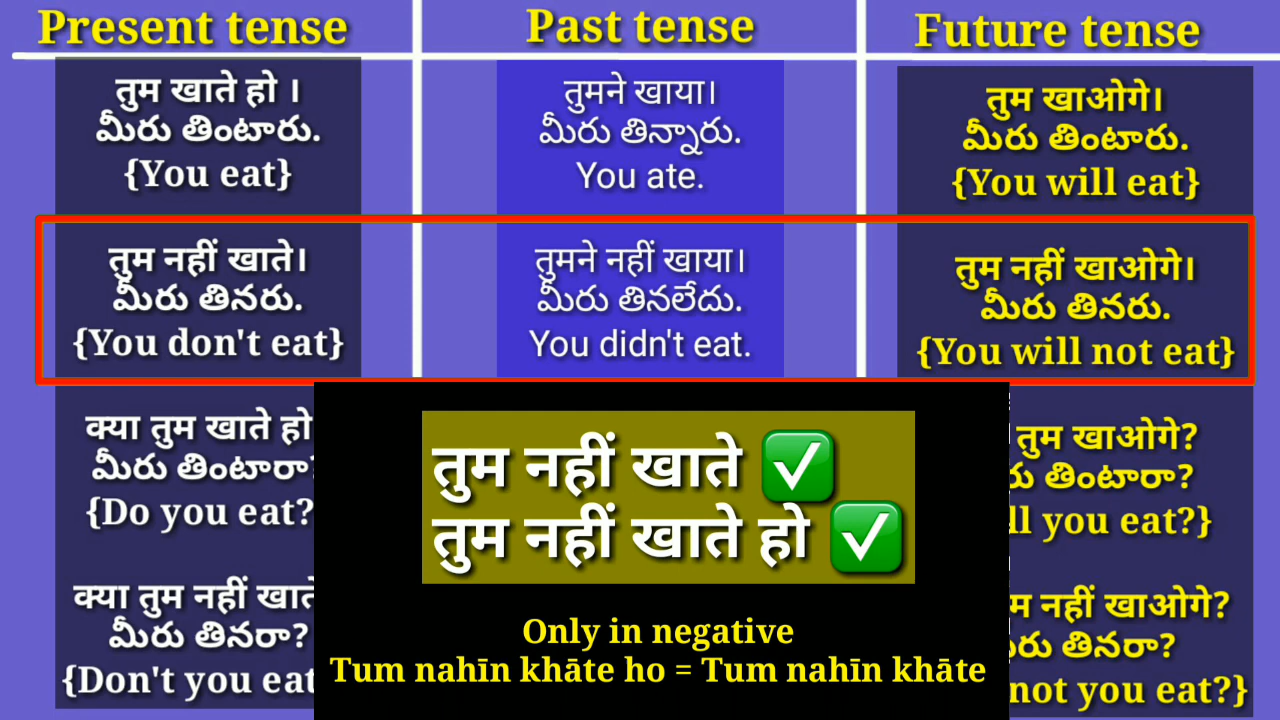 Present tense
Past tense
Future tense
तुम खाते हो ।
మీరు తింటారు.
{You eat}
तुमने खाया।
మీరు తిన్నారు.
You ate.
तुम खाओगे।
మీరు తింటారు.
{You will eat}
तुम नहीं खाते।
మీరు తినరు.
{You don't eat}
तुमने नहीं खाया।
మీరు తినలేదు.
You didn't eat.
तुम नहीं खाओगे।
మీరు తినరు.
{You will not eat}
क्या तुम खाते हो
మీరు తింటారా?
{Do you eat?
तुम खाओगे?
తింటారా?
you eat?}
क्या तुम नहीं
మీరు తినరా?
{Don't you eat
नहीं खाओगे?
తినరా?
not you eat?}
तुम नहीं खाते ✅
तुम नहीं खाते हो ✅
Only in negative
Tum nahīn khāte ho = Tum nahīn khāte